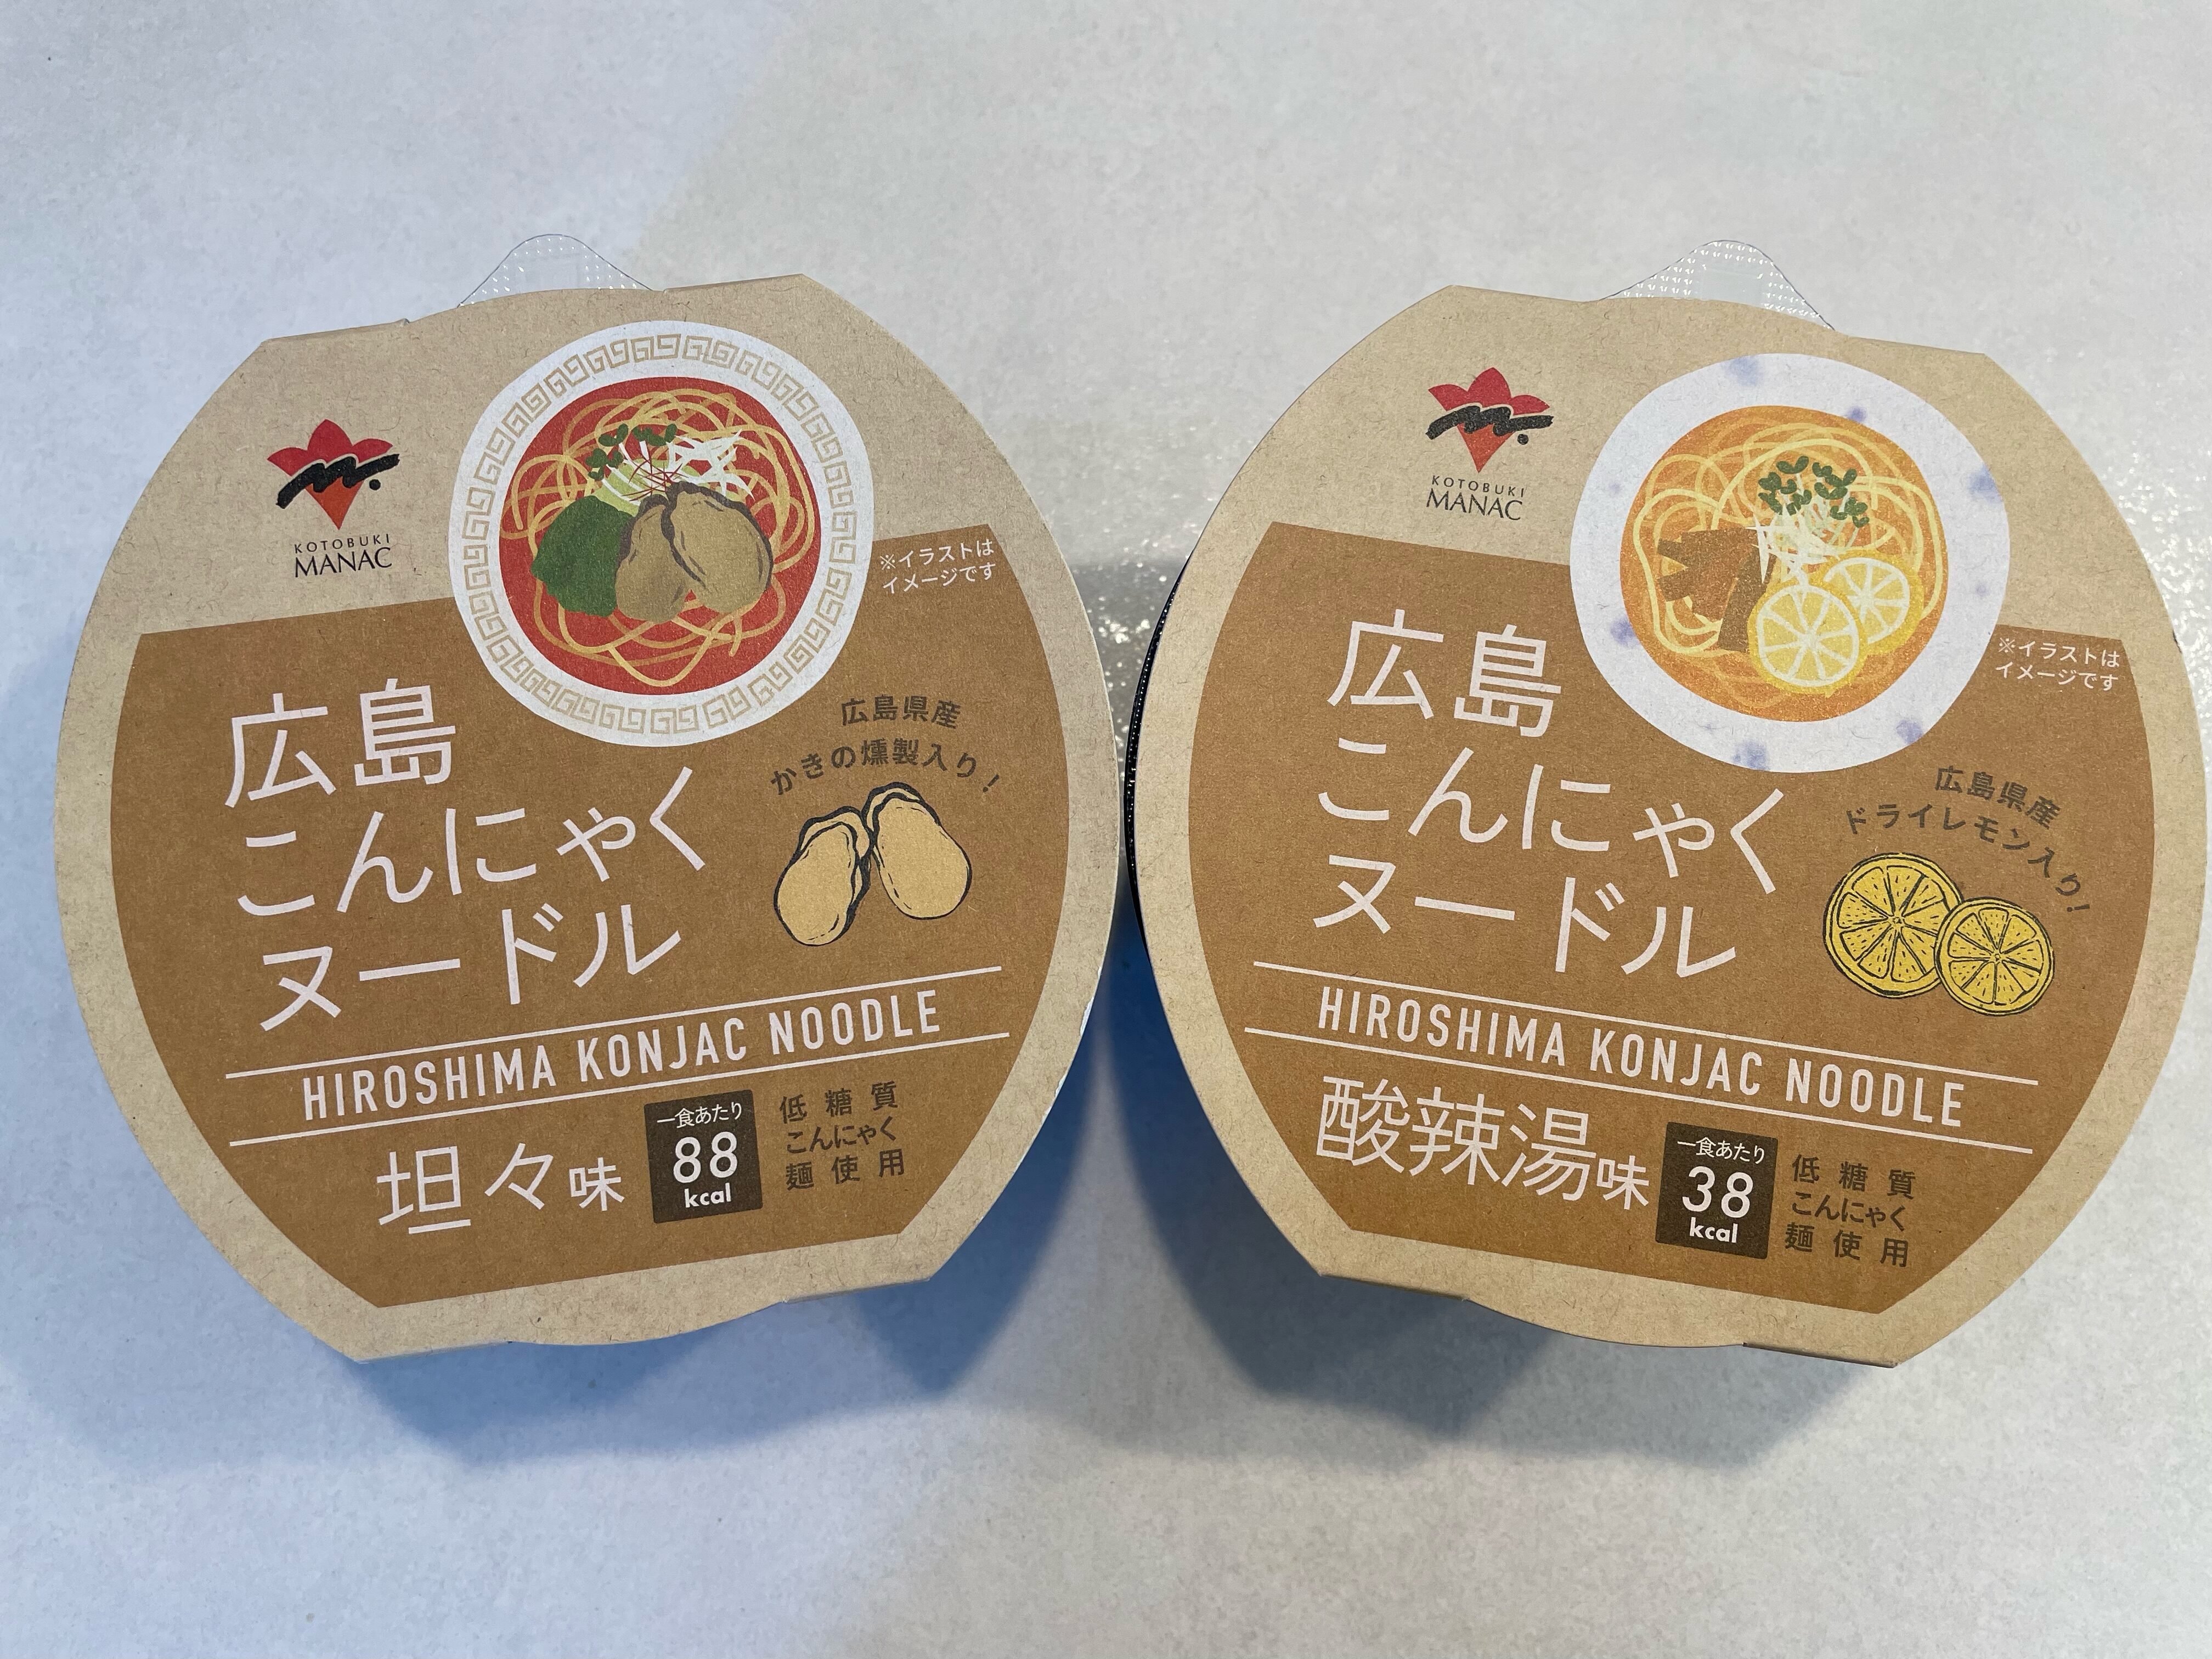 KOTOBUKI
MANAC
※イラストは
イメージです
広島
こんにゃく
ヌードル
広島県産
かきの燻製入り!
HIROSHIMA KONJAC NOODLE
坦々味
一食あたり
88
kcal
低糖質
こんにゃく
麺使用
KOTOBUKI
MANAC
※イラストは
イメージです
広島
こんにゃく
ヌードル
広島県産
ドライレモン入り!
HIROSHIMA KONJAC NOODLE
酸辣湯味
一食あたり
38
kcal
低糖質
こんにゃく
麺使用